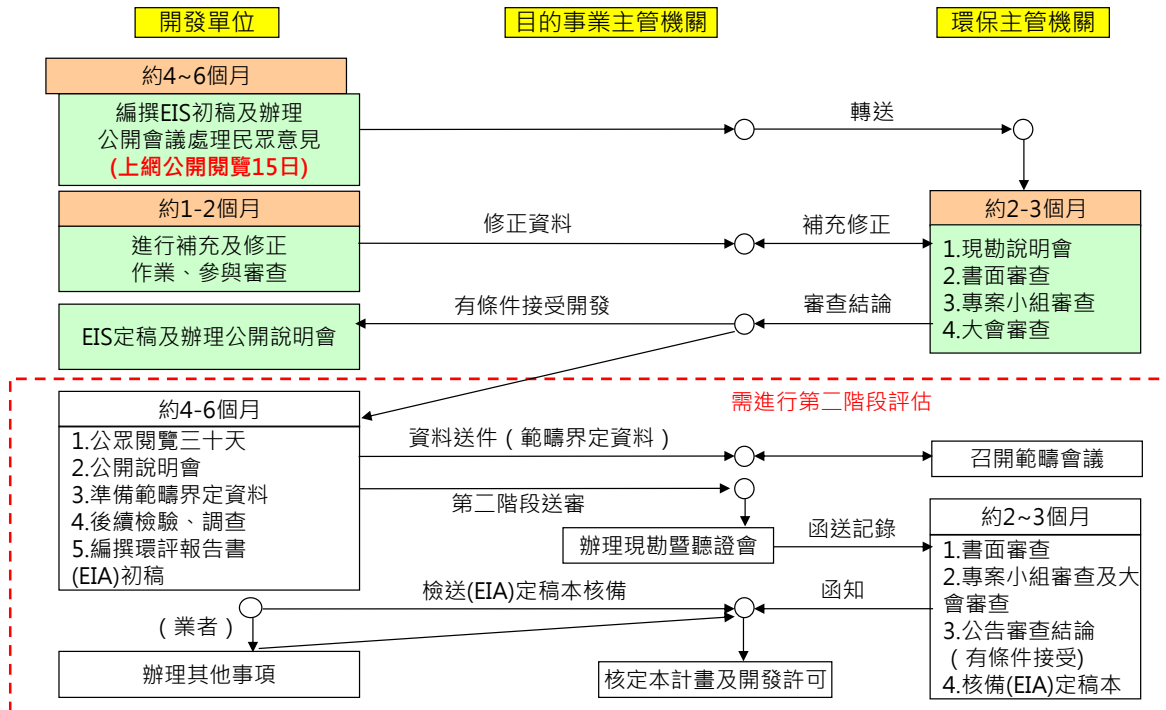 開發單位
目的事業主管機關
環保主管機關
約4~6個月
編撰EIS初稿及辦理
公開會議處理民眾意見
(上網公開閱覽15日)
轉送
約1-2個月
進行補充及修正
作業、參與審查
修正資料
補充修正
約2-3個月
1.現勘說明會
2.書面審查
3.專案小組審查
4.大會審查
EIS定稿及辦理公開說明會
有條件接受開發
審查結論
需進行第二階段評估
約4-6個月
1.公眾閱覽三十天
2.公開說明會
3.準備範疇界定資料
4.後續檢驗、調查
5.編撰環評報告書
(EIA)初稿
資料送件（範疇界定資料）
召開範疇會議
第二階段送審
辦理現勘暨聽證會
函送記錄
約2~3個月
1.書面審查
2.專案小組審查及大
會審查
3.公告審查結論
（有條件接受)
4.核備(EIA)定稿本
檢送(EIA)定稿本核備
函知
（業者）
辦理其他事項
核定本計畫及開發許可